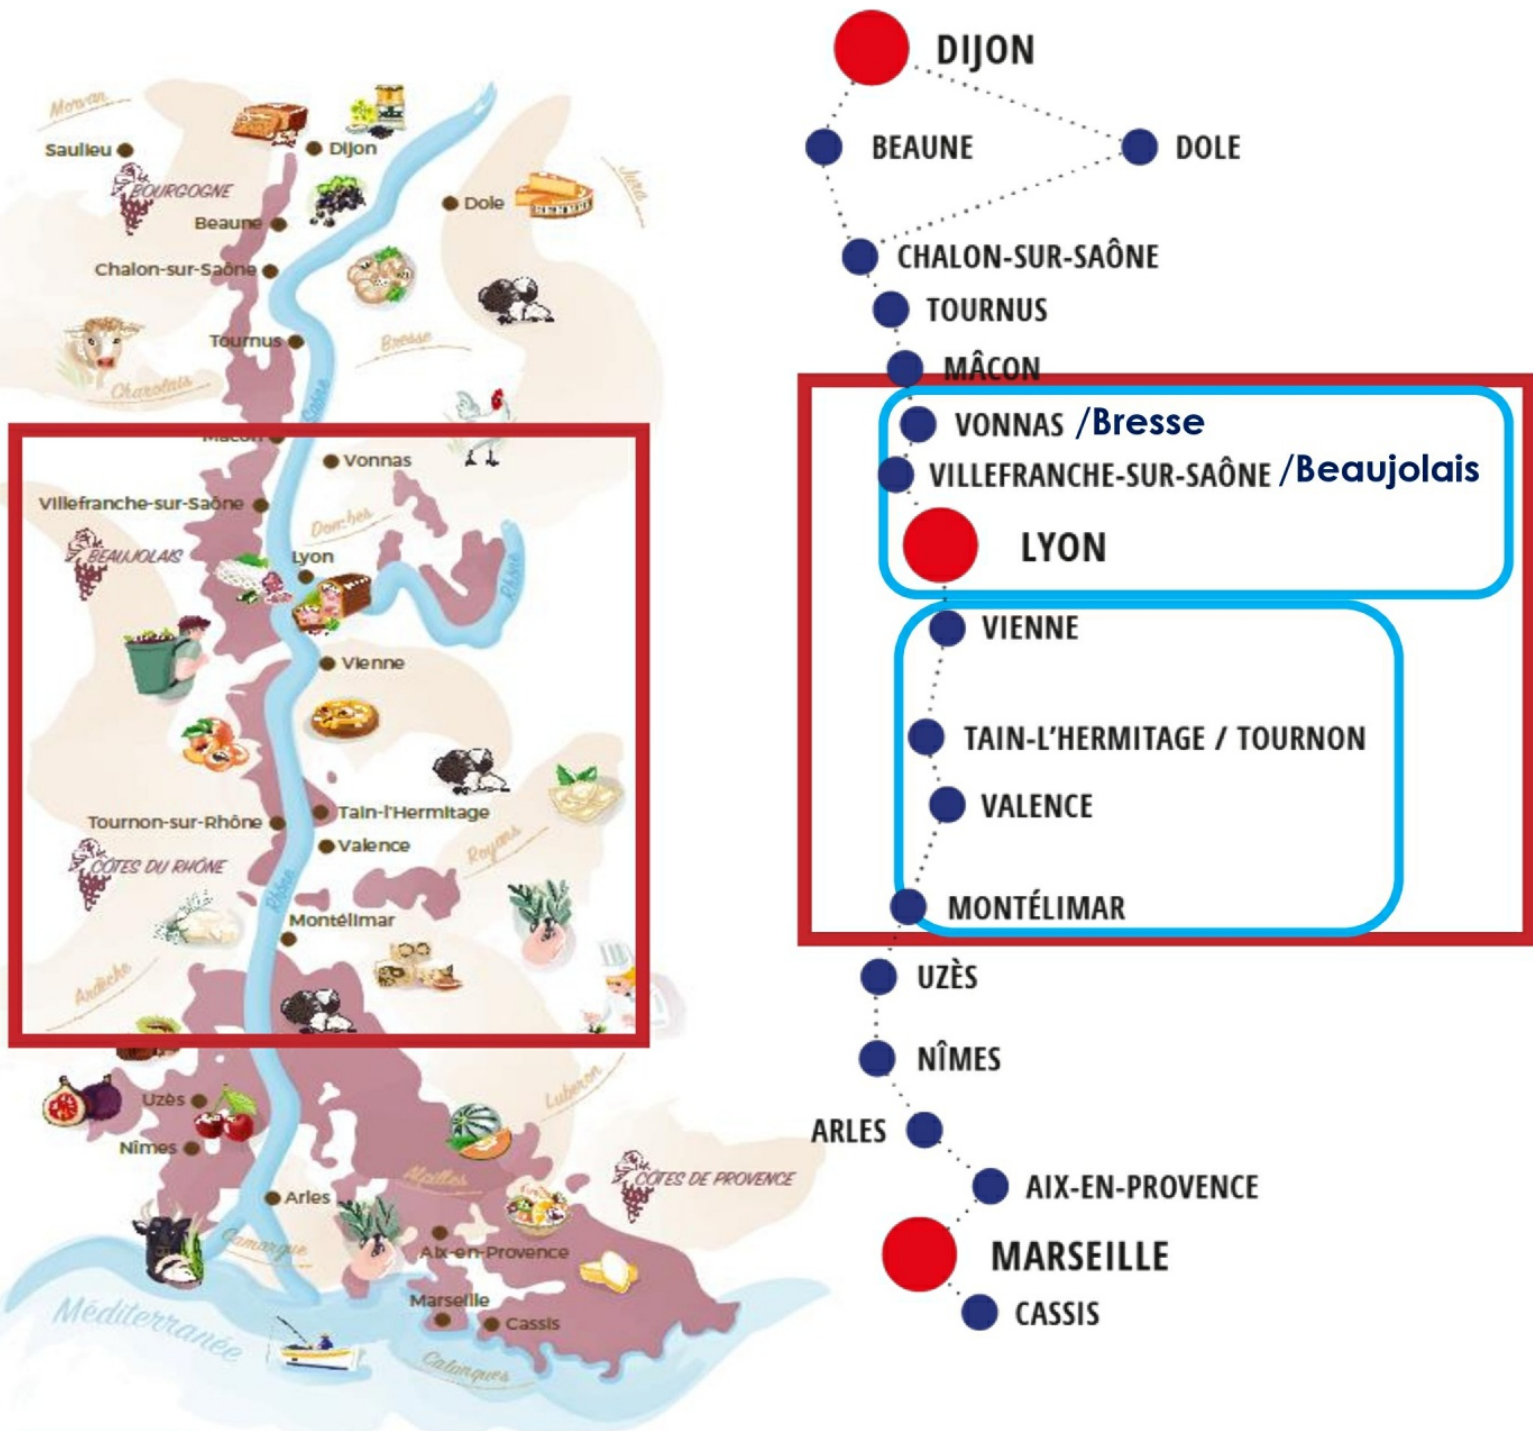 Morvan
Saulieu
Dijon
BOURGOGNE
Jura
Dole
Beaune
Chalon-sur-Saône
Tournus
Bresse
Charolais
Saône
Mâcon
Vonnas
Villefranche-sur-Saône
Dombes
BEAUJOLAIS
Lyon
Rhône
Vienne
Tain-l'Hermitage
Tournon-sur-Rhône
Valence
Royans
CÔTES DU RHÔNE
Rhône
Montélimar
Ardèche
Luberon
Uzès
Nîmes
Alpilles
CÔTES DE PROVENCE
Arles
Camargue
Aix-en-Provence
Marseille
Cassis
Méditerranée
Calanques
DIJON
BEAUNE
DOLE
CHALON-SUR-SAÔNE
TOURNUS
MÂCON
VONNAS /Bresse
VILLEFRANCHE-SUR-SAÔNE /Beaujolais
LYON
VIENNE
TAIN-L'HERMITAGE / TOURNON
VALENCE
MONTÉLIMAR
UZÈS
NÎMES
ARLES
AIX-EN-PROVENCE
MARSEILLE
CASSIS